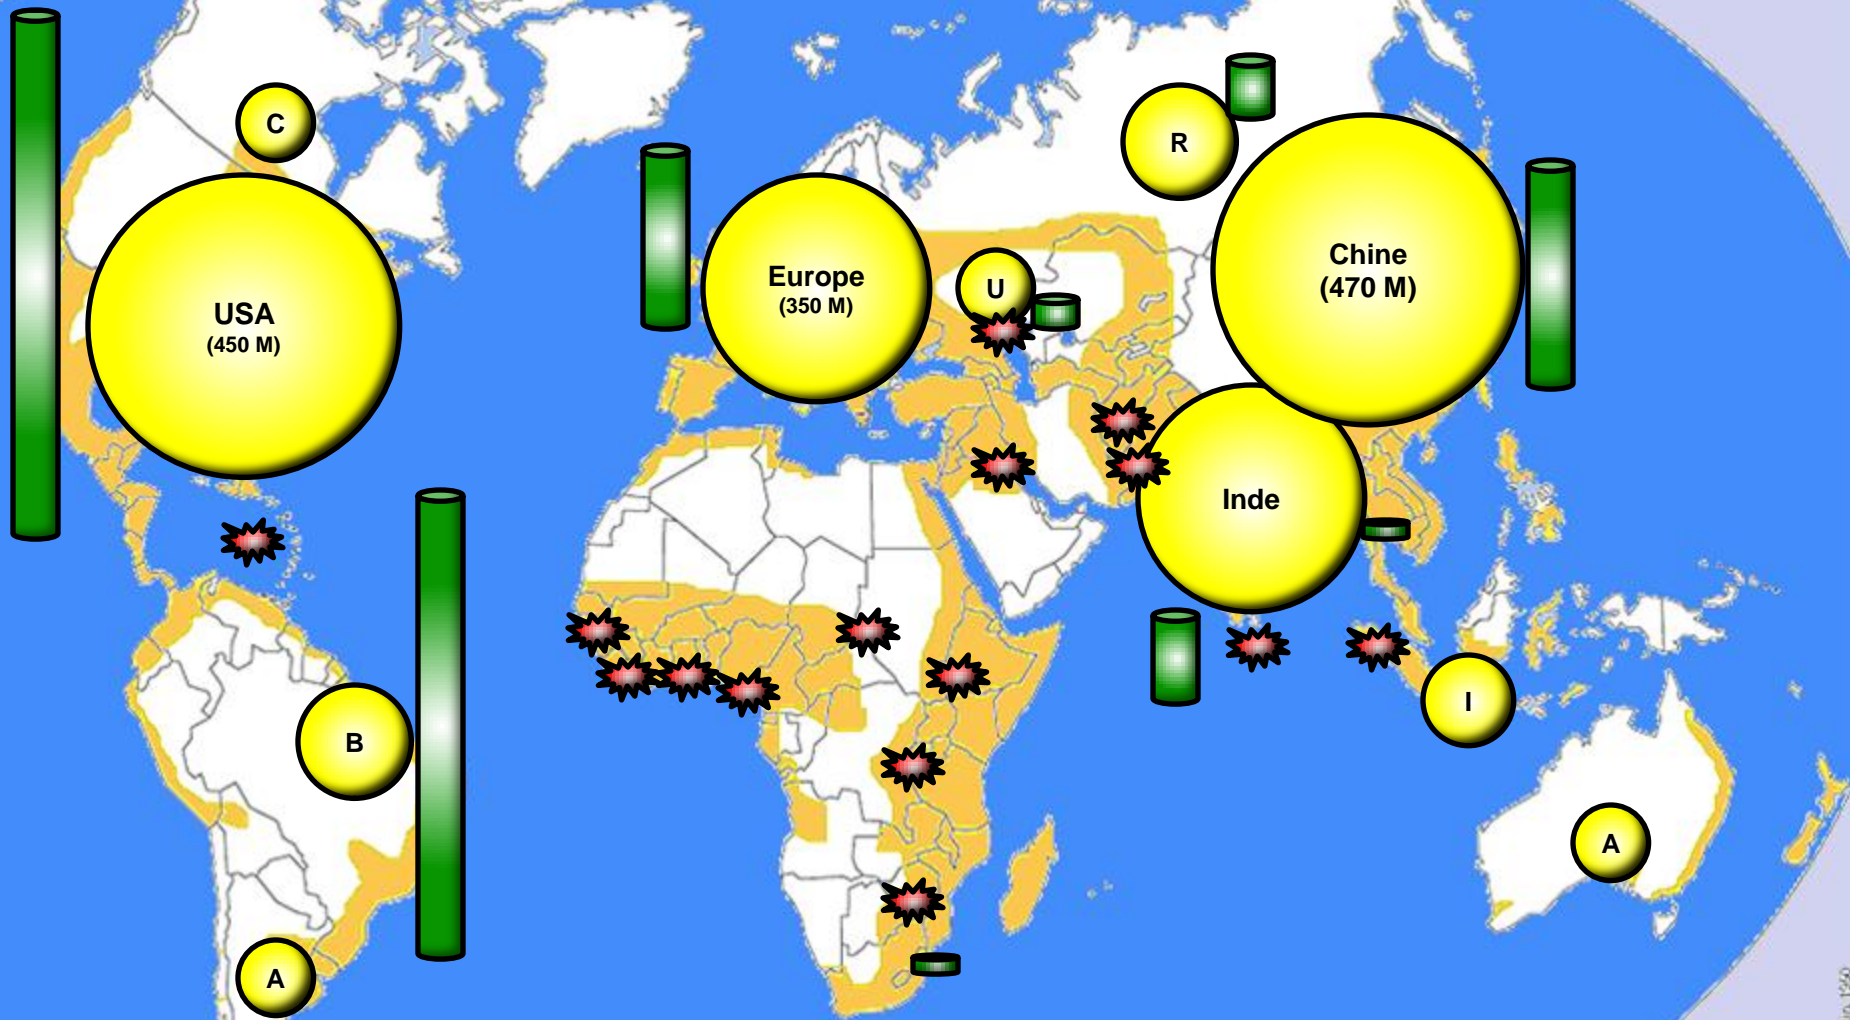 C
R
Chine
(470 M)
Europe
(350 M)
U
USA
(450 M)
Inde
I
B
A
A